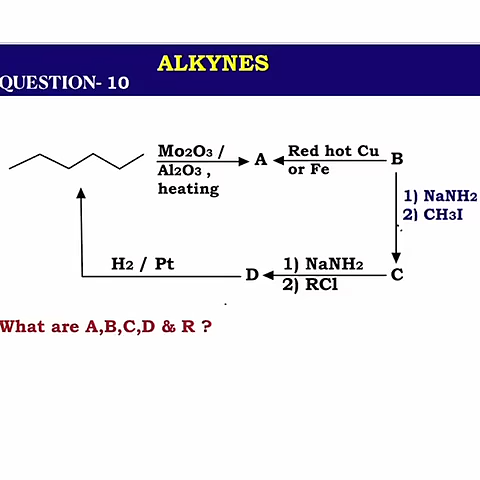 ALKYNES
QUESTION- 10
Mo2O3 /
Al2O3 ,
heating
A
Red hot Cu
or Fe
B
1) NaNH2
2) CH3I
H2 / Pt
D
1) NaNH2
2) RCl
C
What are A,B,C,D & R ?